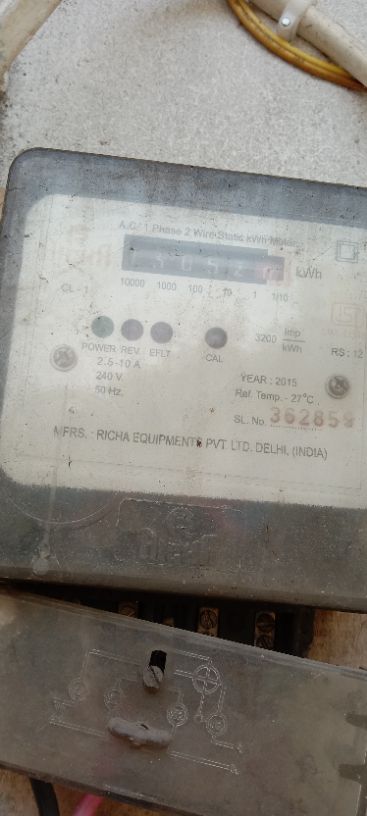 A.C. 1 Phase 2 Wire Static kWh Meter
kWh
CL - 1
10000 1000 100 10 1 1/10
POWER REV EFLT CAL
3200 imp/kWh
RS : 12
2.5-10 A
240 V
50 Hz.
YEAR : 2015
Ref. Temp. - 27°C
SL. No. 362859
MFRS. : RICHA EQUIPMENTS PVT LTD. DELHI, (INDIA)